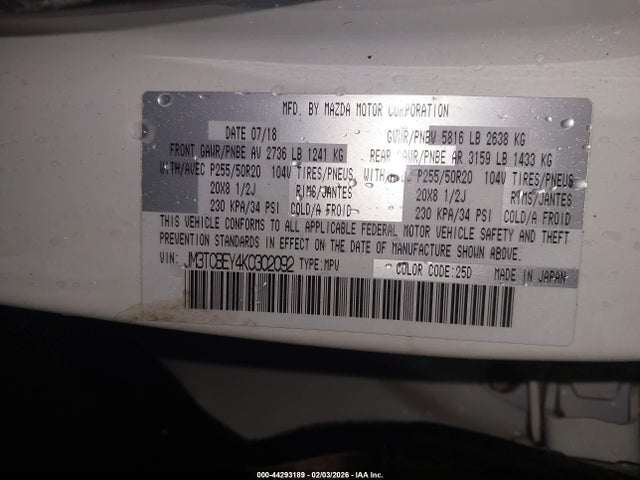 MFD. BY MAZDA MOTOR CORPORATION
DATE 07/18 GVWR/PNBV 5816 LB 2638 KG
FRONT GAWR/PNBE AV 2736 LB 1241 KG REAR GAWR/PNBE AR 3159 LB 1433 KG
WITH/AVEC P255/50R20 104V TIRES/PNEUS WITH/AVEC P255/50R20 104V TIRES/PNEUS
20X8 1/2J RIMS/JANTES 20X8 1/2J RIMS/JANTES
230 KPA/34 PSI COLD/A FROID 230 KPA/34 PSI COLD/A FROID
THIS VEHICLE CONFORMS TO ALL APPLICABLE FEDERAL MOTOR VEHICLE SAFETY AND THEFT
PREVENTION STANDARDS IN EFFECT ON THE DATE OF MANUFACTURE SHOWN ABOVE.
VIN: JM3TCBEY4K0302092 TYPE:MPV COLOR CODE:25D MADE IN JAPAN
000-44293189 - 02/03/2026 - IAA Inc.